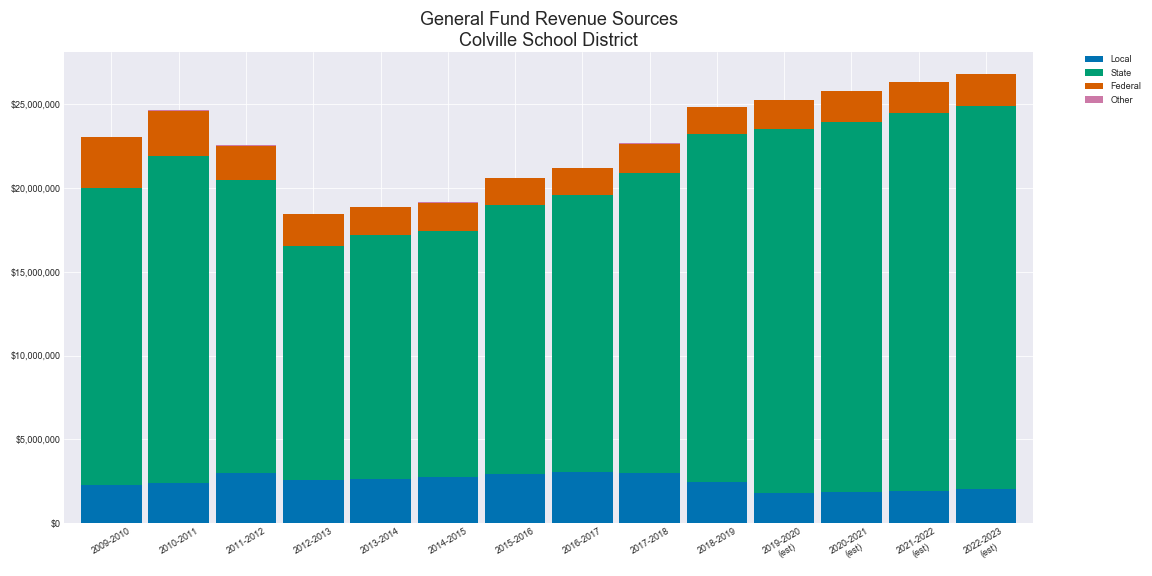 General Fund Revenue Sources
Colville School District
Local
State
Federal
Other
$25,000,000
$20,000,000
$15,000,000
$10,000,000
$5,000,000
$0
2009-2010
2010-2011
2011-2012
2012-2013
2013-2014
2014-2015
2015-2016
2016-2017
2017-2018
2018-2019
2019-2020
(est)
2020-2021
(est)
2021-2022
(est)
2022-2023
(est)